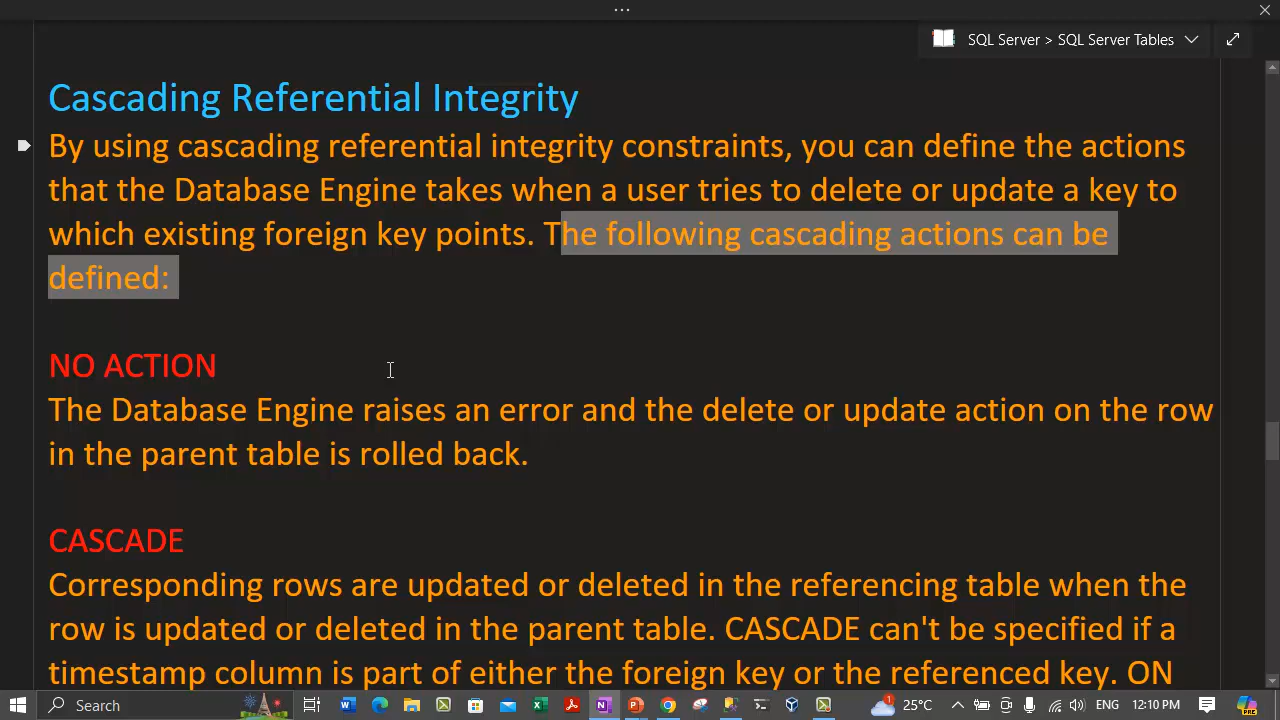 ...
SQL Server > SQL Server Tables
Cascading Referential Integrity
By using cascading referential integrity constraints, you can define the actions
that the Database Engine takes when a user tries to delete or update a key to
which existing foreign key points. The following cascading actions can be
defined:
NO ACTION
The Database Engine raises an error and the delete or update action on the row
in the parent table is rolled back.
CASCADE
Corresponding rows are updated or deleted in the referencing table when the
row is updated or deleted in the parent table. CASCADE can't be specified if a
timestamp column is part of either the foreign key or the referenced key. ON
Search
1
25°C
ENG
12:10 PM
PRE